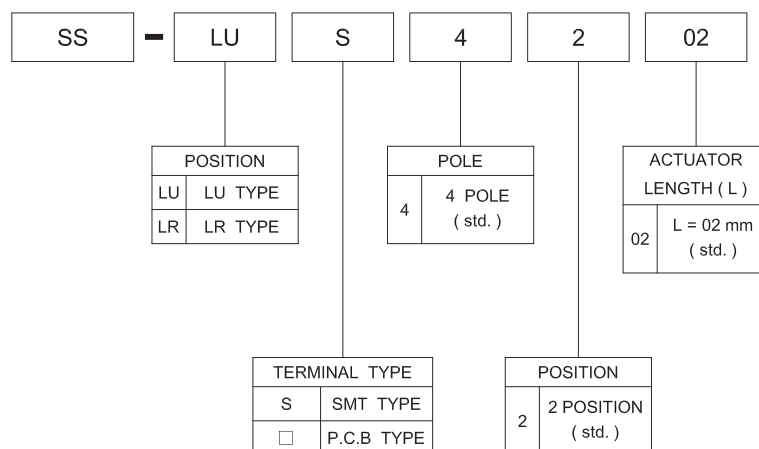 SS - LU S 4 2 02
POSITION
LU LU TYPE
LR LR TYPE
POLE
4 4 POLE
( std. )
ACTUATOR
LENGTH ( L )
02 L = 02 mm
( std. )
TERMINAL TYPE
S SMT TYPE
□ P.C.B TYPE
POSITION
2 2 POSITION
( std. )